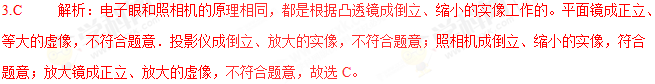 3.C 解析：电子眼和照相机的原理相同，都是根据凸透镜成倒立、缩小的实像工作的。平面镜成正立、
等大的虚像，不符合题意．投影仪成倒立、放大的实像，不符合题意；照相机成倒立、缩小的实像，符合
题意；放大镜成正立、放大的虚像，不符合题意，故选 C。